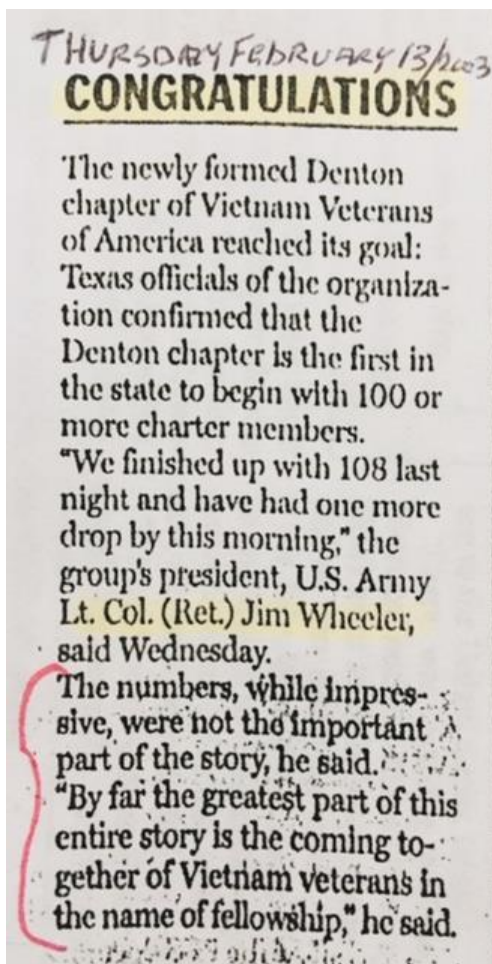 THURSDAY FEBRUARY 13/2003
CONGRATULATIONS
The newly formed Denton
chapter of Vietnam Veterans
of America reached its goal:
Texas officials of the organiza-
tion confirmed that the
Denton chapter is the first in
the state to begin with 100 or
more charter members.
"We finished up with 108 last
night and have had one more
drop by this morning," the
group's president, U.S. Army
Lt. Col. (Ret.) Jim Wheeler,
said Wednesday.
The numbers, while impres-
sive, were not the important
part of the story, he said.
"By far the greatest part of this
entire story is the coming to-
gether of Vietnam veterans in
the name of fellowship," he said.